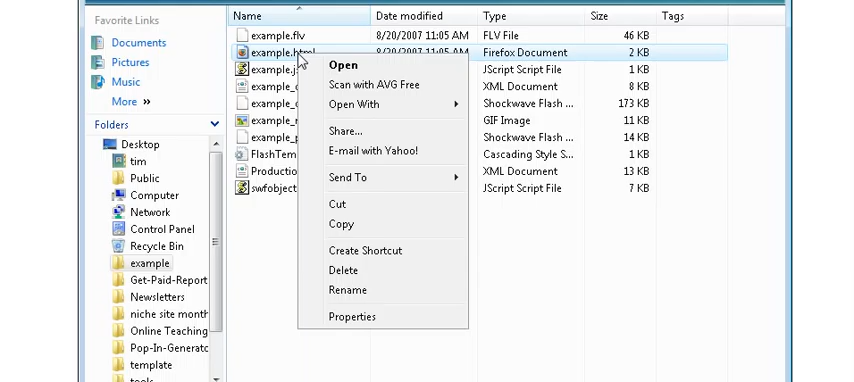 Favorite Links
Documents
Pictures
Music
More »
Folders
Desktop
tim
Public
Computer
Network
Control Panel
Recycle Bin
example
Get-Paid-Report
Newsletters
niche site month
Online Teaching
Pop-In-Generato
template
tools
Name Date modified Type Size Tags
example.flv 8/20/2007 11:05 AM FLV File 46 KB
example.html 8/20/2007 11:05 AM Firefox Document 2 KB
example.j JScript Script File 1 KB
example_ XML Document 8 KB
example_ Shockwave Flash ... 173 KB
example_ GIF Image 11 KB
example_ Shockwave Flash ... 14 KB
FlashTem Cascading Style S... 1 KB
Production XML Document 13 KB
swfobject JScript Script File 7 KB
Open
Scan with AVG Free
Open With
Share...
E-mail with Yahoo!
Send To
Cut
Copy
Create Shortcut
Delete
Rename
Properties